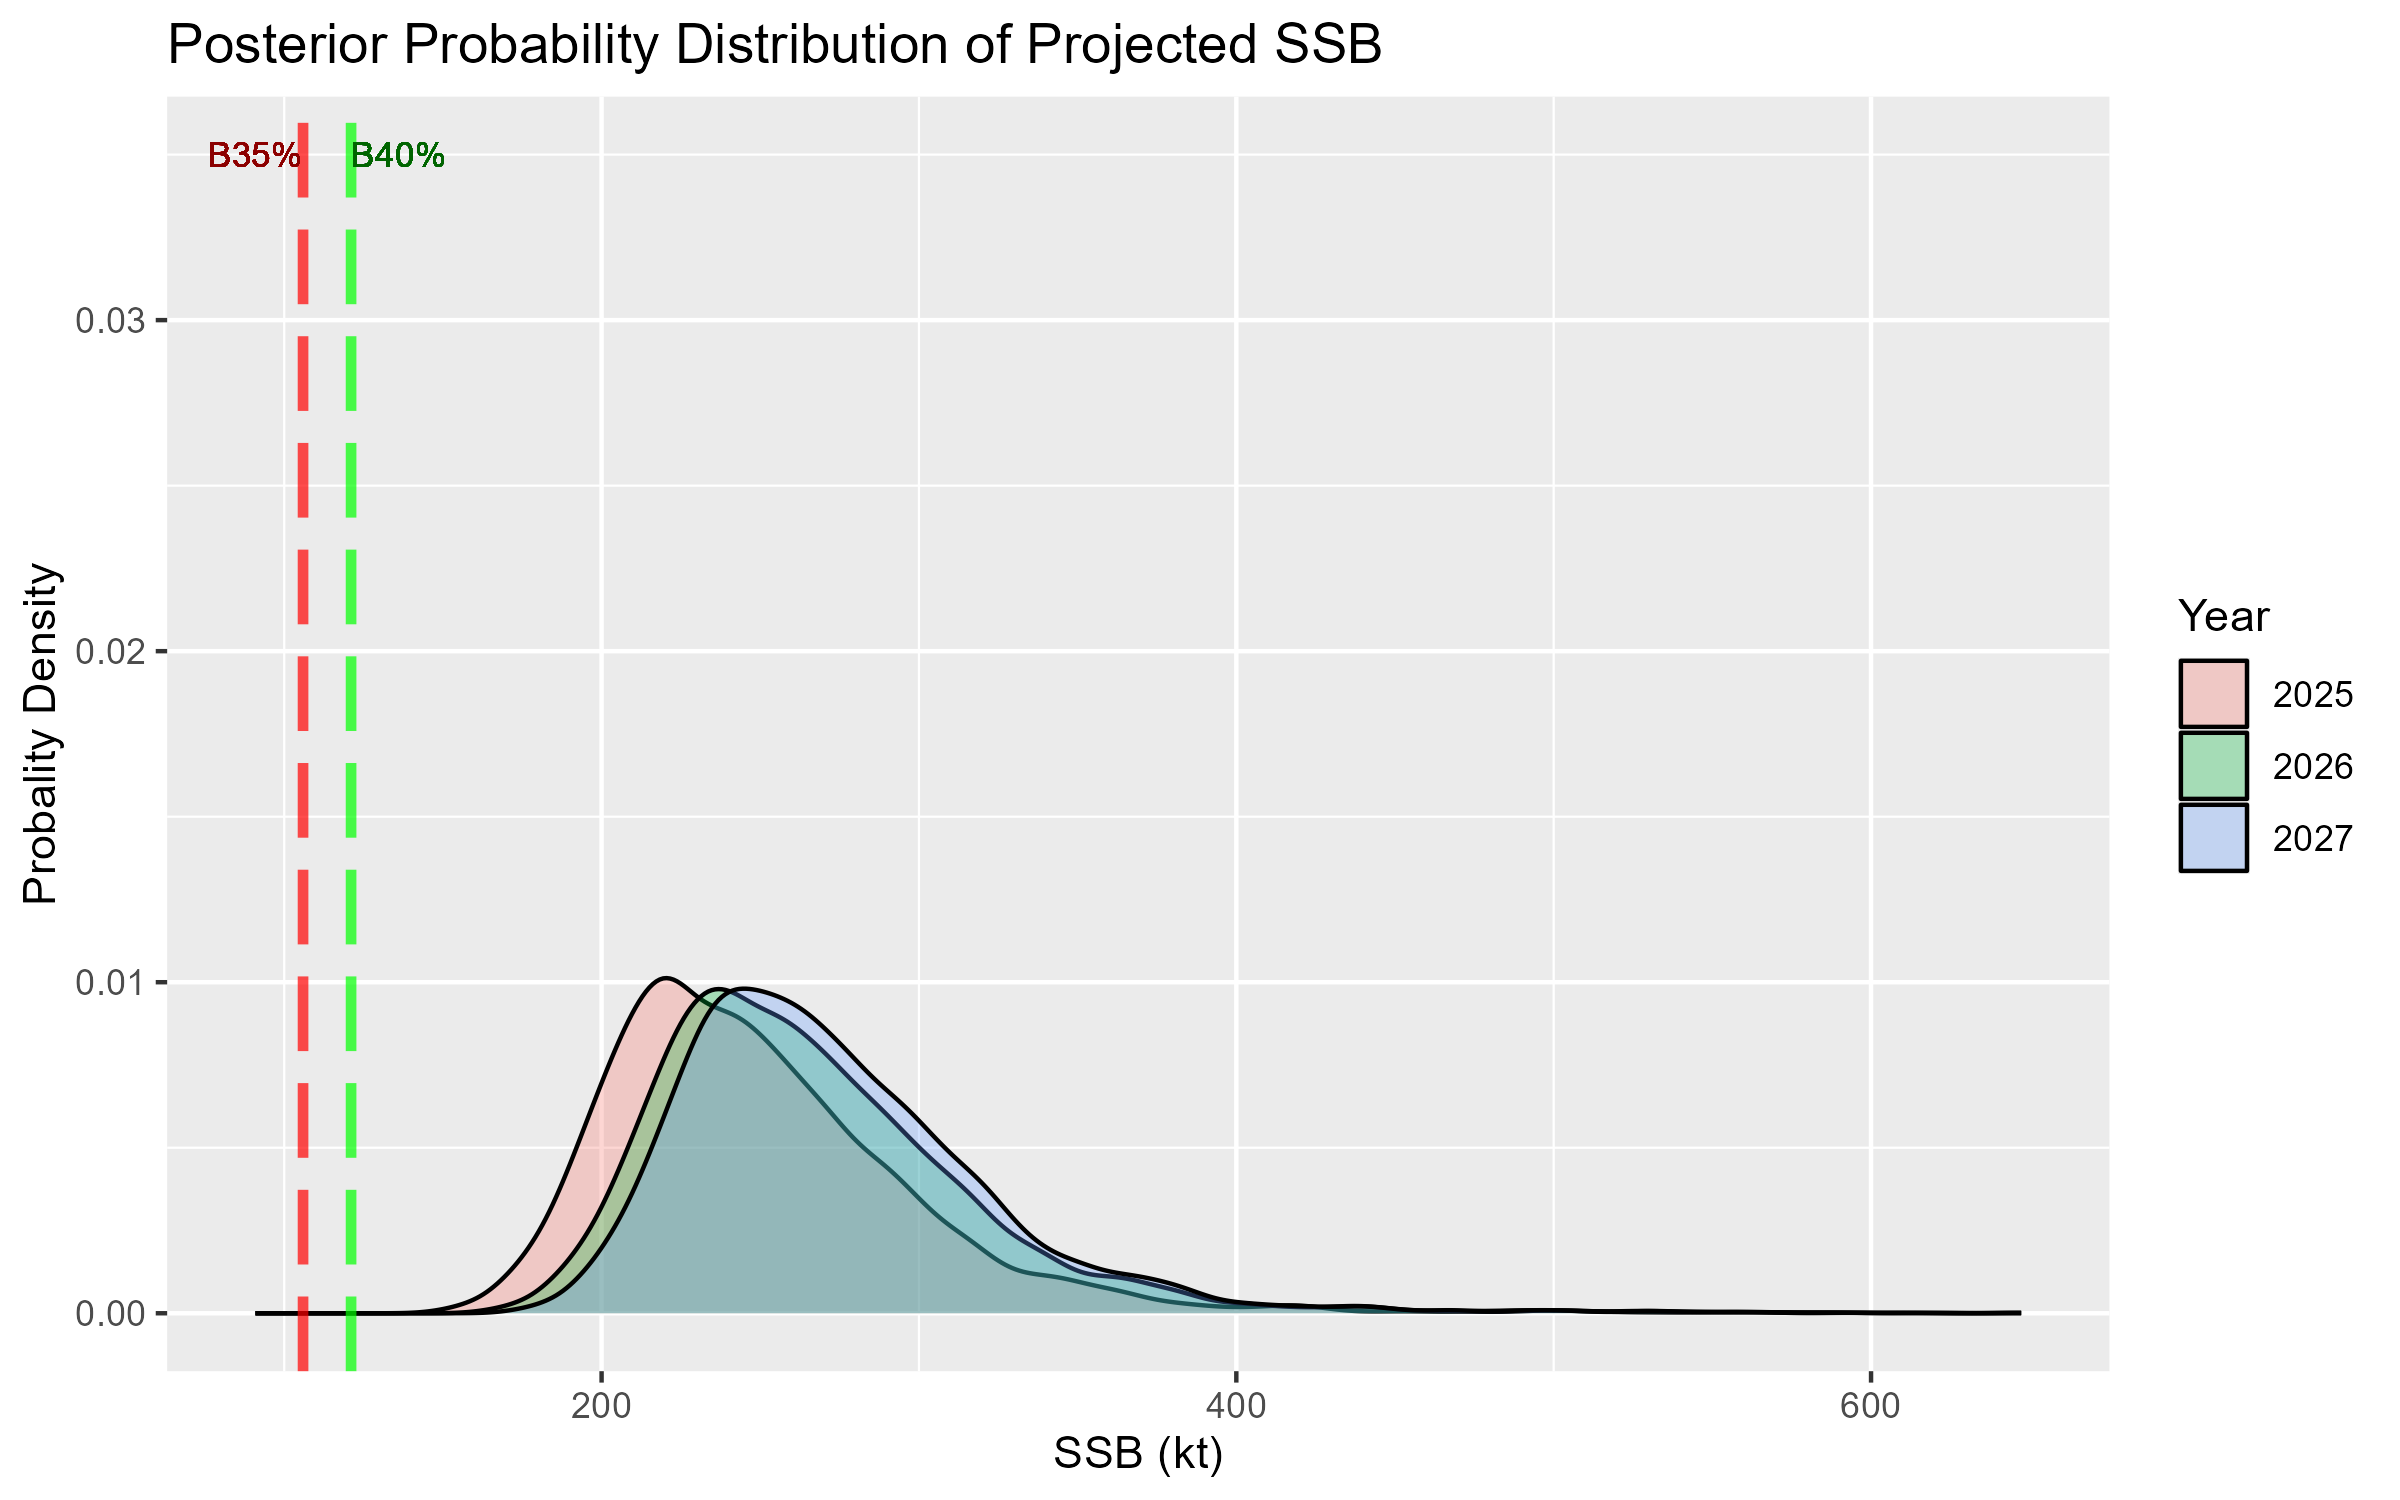 Posterior Probability Distribution of Projected SSB
B35%
B40%
0.03
0.02
0.01
0.00
Probality Density
200
400
600
SSB (kt)
Year
2025
2026
2027